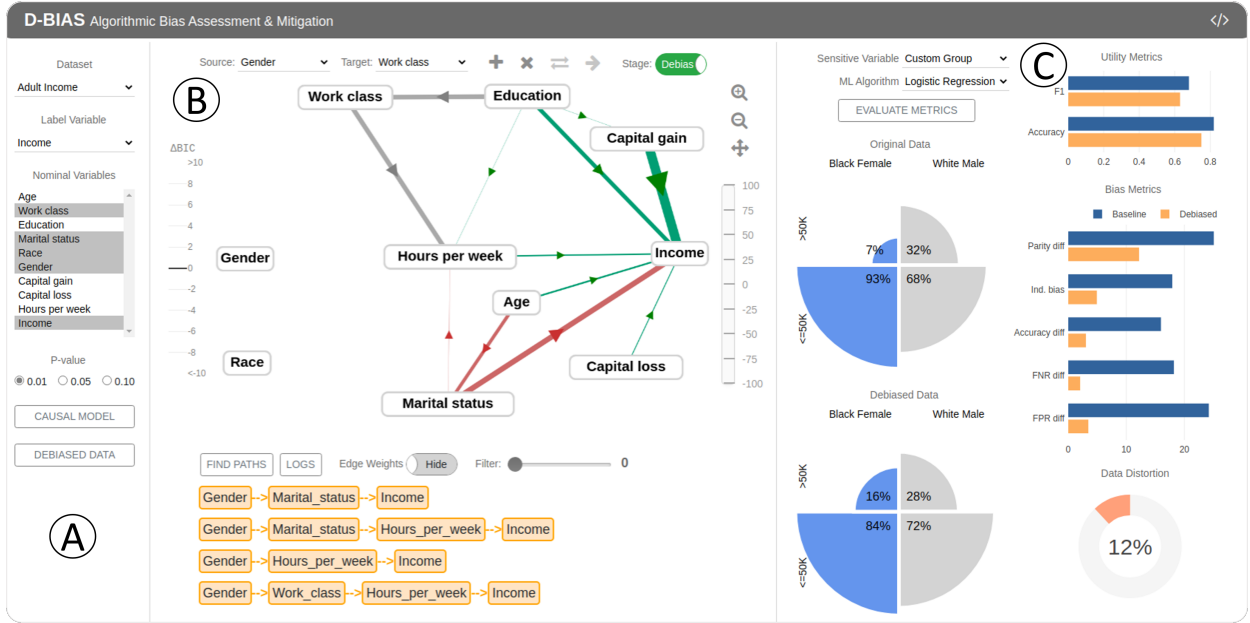 D-BIAS Algorithmic Bias Assessment & Mitigation
</>
A
Dataset
Adult Income
Label Variable
Income
Nominal Variables
Age
Work class
Education
Marital status
Race
Gender
Capital gain
Capital loss
Hours per week
Income
P-value
0.01 0.05 0.10
CAUSAL MODEL
DEBIASED DATA
B
Source: Gender Target: Work class Stage: Debias
ΔBIC
>10
8
6
4
2
0
-2
-4
-6
-8
<-10
Work class
Education
Capital gain
Gender
Hours per week
Income
Age
Race
Capital loss
Marital status
100
75
50
25
0
-25
-50
-75
-100
FIND PATHS LOGS Edge Weights Hide Filter: 0
Gender-->Marital_status-->Income
Gender-->Marital_status-->Hours_per_week-->Income
Gender-->Hours_per_week-->Income
Gender-->Work_class-->Hours_per_week-->Income
C
Sensitive Variable Custom Group
ML Algorithm Logistic Regression
EVALUATE METRICS
Original Data
Black Female White Male
>50K
7% 32%
93% 68%
<=50K
Debiased Data
Black Female White Male
>50K
16% 28%
84% 72%
<=50K
Utility Metrics
F1
Accuracy
0 0.2 0.4 0.6 0.8
Bias Metrics
Baseline Debiased
Parity diff
Ind. bias
Accuracy diff
FNR diff
FPR diff
0 10 20
Data Distortion
12%